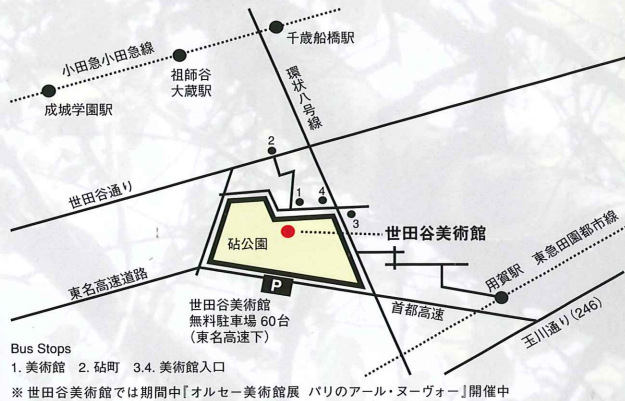 千歳船橋駅
小田急小田急線
祖師谷
大蔵駅
成城学園駅
環状八号線
2
世田谷通り
1
4
3
世田谷美術館
砧公園
用賀駅
東急田園都市線
東名高速道路
P
世田谷美術館
無料駐車場 60台
（東名高速下）
首都高速
玉川通り（246）
Bus Stops
1. 美術館　2. 砧町　3.4. 美術館入口
※ 世田谷美術館では期間中『オルセー美術館展 パリのアール・ヌーヴォー』開催中